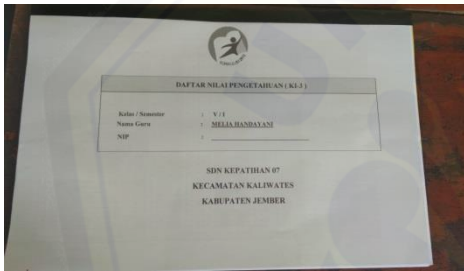 DAFTAR NILAI PENGETAHUAN ( KI.3 )
Kelas / Semester : V / I
Nama Guru : MELIA HANDAYANI
NIP :
SDN KEPATIHAN 07
KECAMATAN KALIWATES
KABUPATEN JEMBER